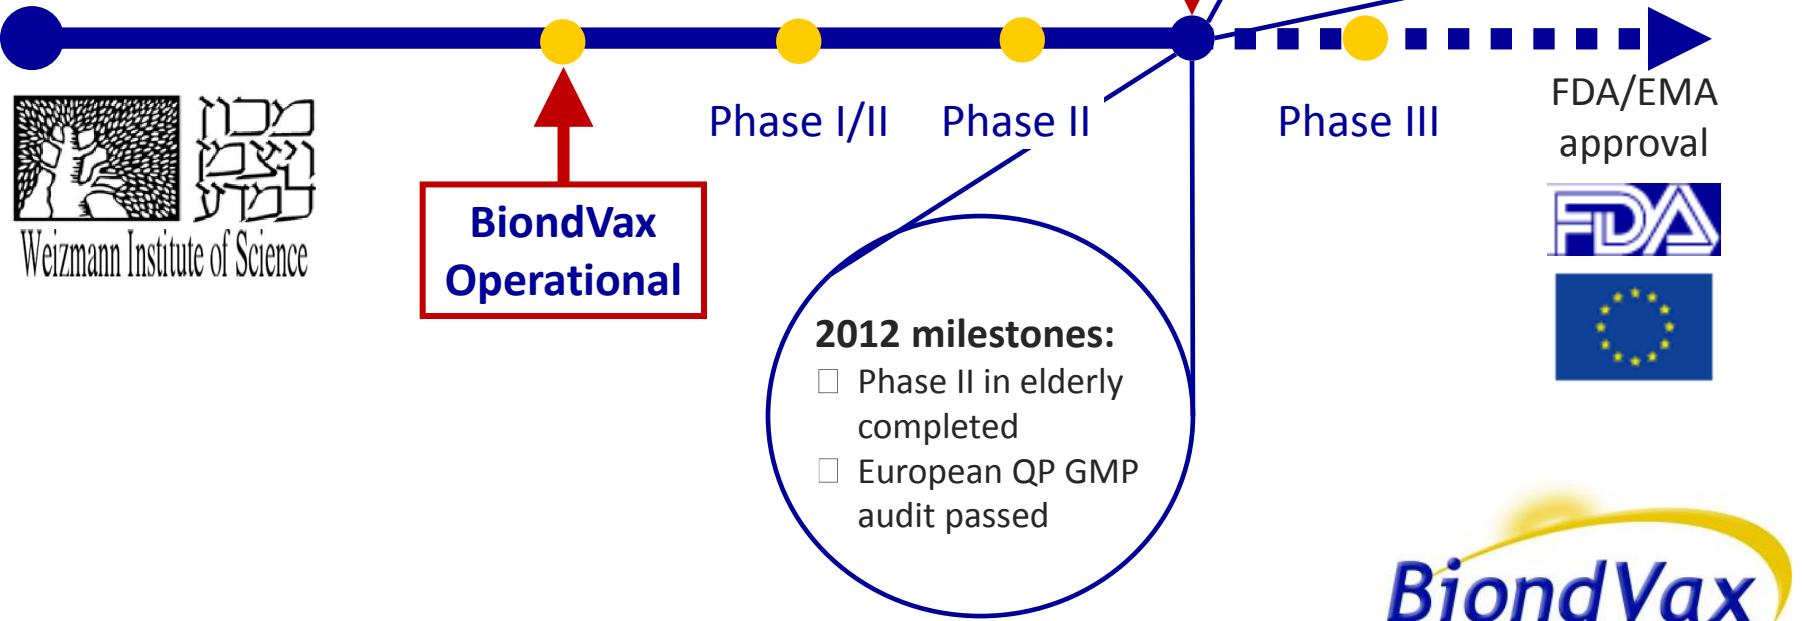 מכון
ויצמן
למדע
Weizmann Institute of Science
BiondVax
Operational
Phase I/II
Phase II
Phase III
FDA/EMA
approval
FDA
2012 milestones:
Phase II in elderly
completed
European QP GMP
audit passed
BiondVax